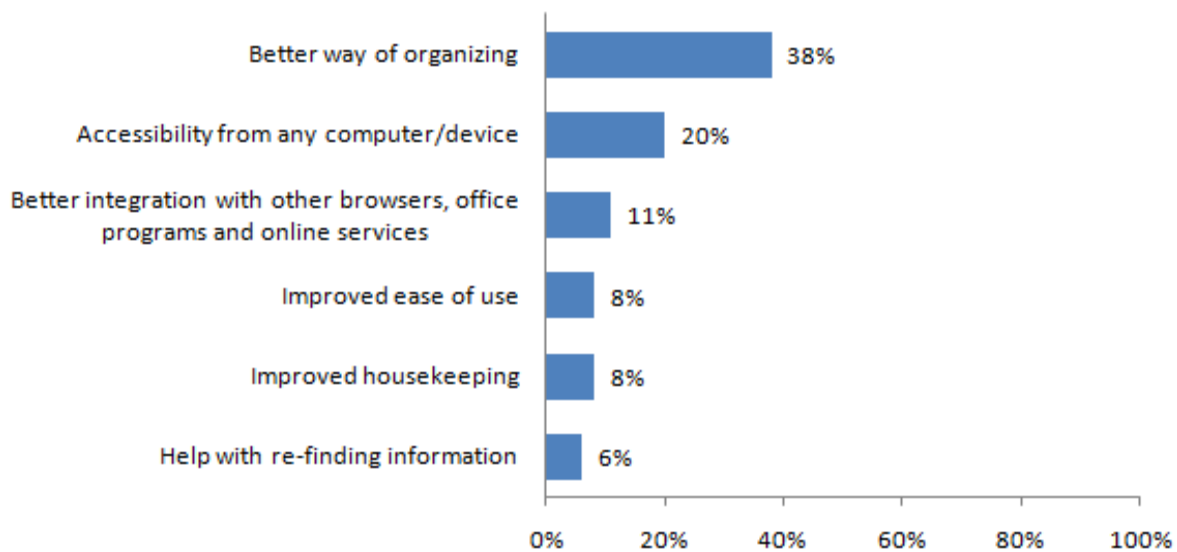 Better way of organizing
38%
Accessibility from any computer/device
20%
Better integration with other browsers, office
programs and online services
11%
Improved ease of use
8%
Improved housekeeping
8%
Help with re-finding information
6%
0% 20% 40% 60% 80% 100%